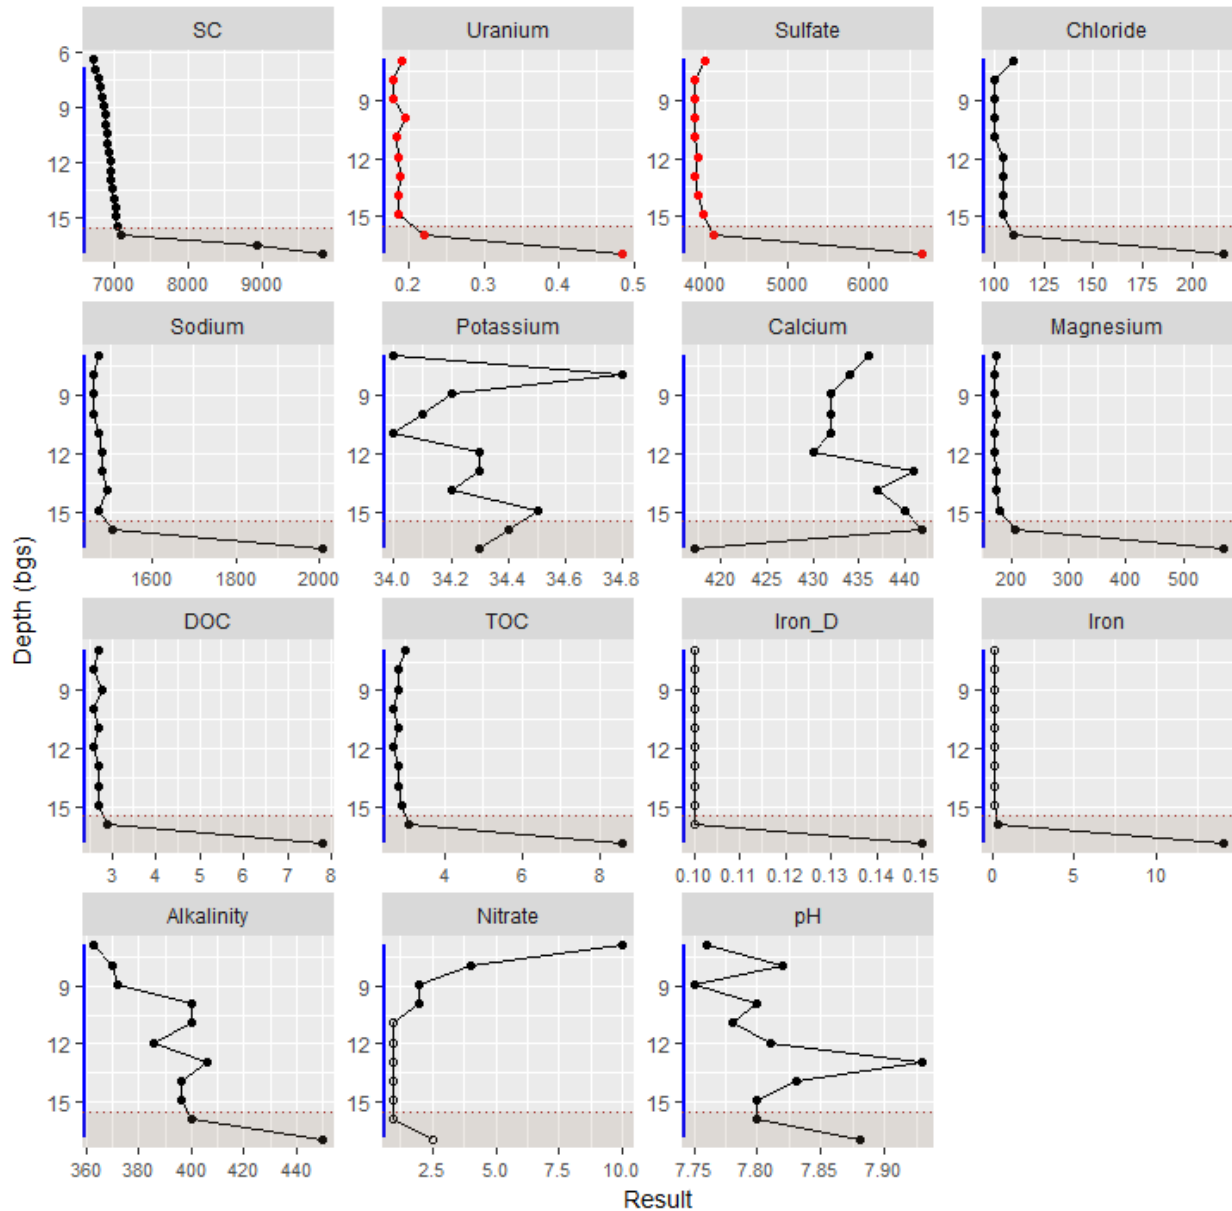 SC Uranium Sulfate Chloride
6
9 9 9 9
12 12 12 12
15 15 15 15
7000 8000 9000 0.2 0.3 0.4 0.5 4000 5000 6000 100 125 150 175 200
Sodium Potassium Calcium Magnesium
9 9 9 9
12 12 12 12
15 15 15 15
1600 1800 2000 34.0 34.2 34.4 34.6 34.8 420 425 430 435 440 200 300 400 500
Depth (bgs)
DOC TOC Iron_D Iron
9 9 9 9
12 12 12 12
15 15 15 15
3 4 5 6 7 8 4 6 8 0.10 0.11 0.12 0.13 0.14 0.15 0 5 10
Alkalinity Nitrate pH
9 9 9
12 12 12
15 15 15
360 380 400 420 440 2.5 5.0 7.5 10.0 7.75 7.80 7.85 7.90
Result